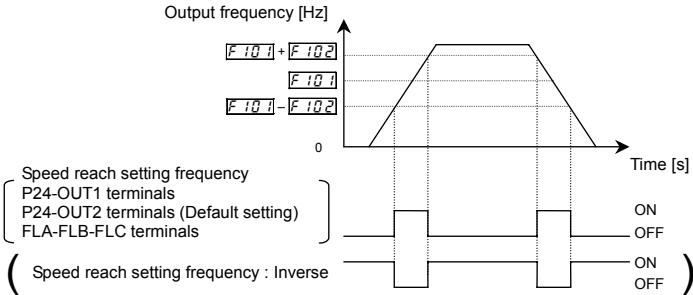 Output frequency [Hz]
F101 + F102
F101
F101 – F102
0
Time [s]
Speed reach setting frequency
P24-OUT1 terminals
P24-OUT2 terminals (Default setting)
FLA-FLB-FLC terminals
ON
OFF
( Speed reach setting frequency : Inverse )
ON
OFF